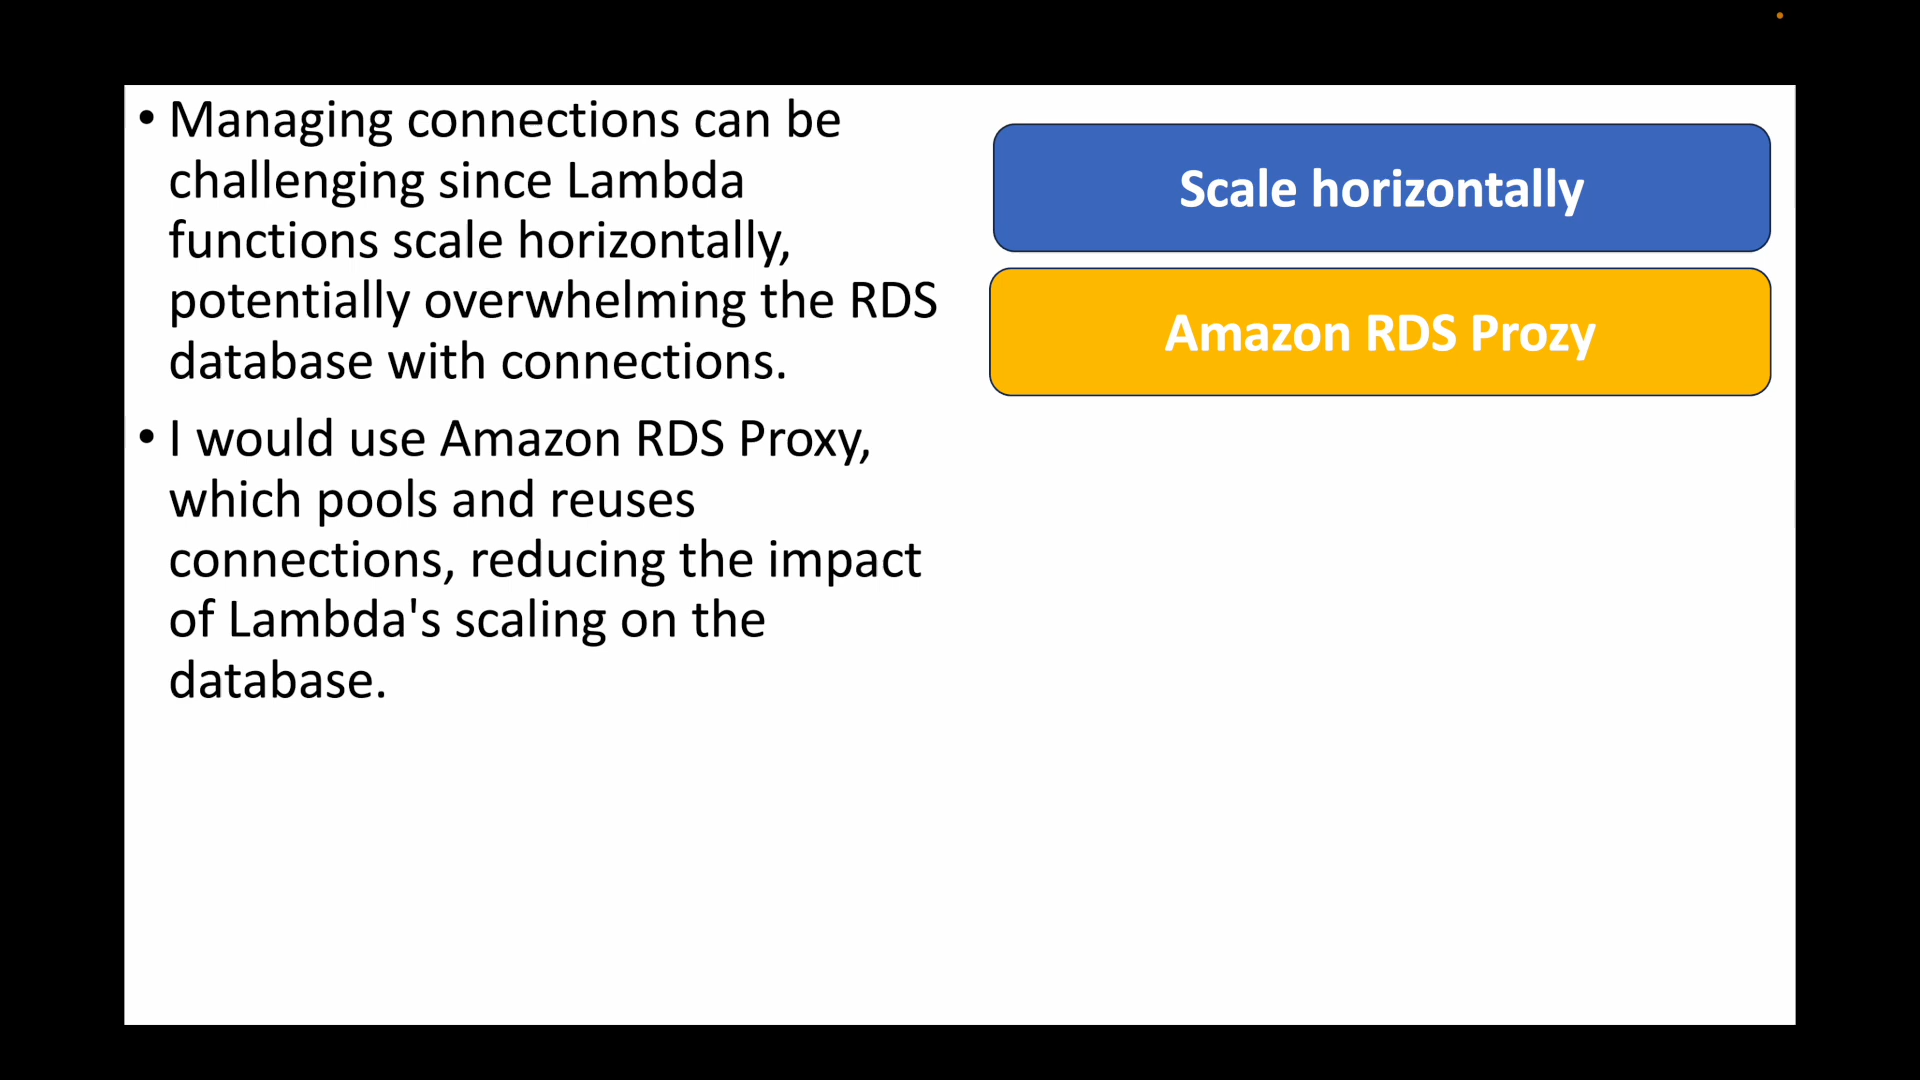 • Managing connections can be
challenging since Lambda
functions scale horizontally,
potentially overwhelming the RDS
database with connections.
• I would use Amazon RDS Proxy,
which pools and reuses
connections, reducing the impact
of Lambda's scaling on the
database.
Scale horizontally
Amazon RDS Prozy